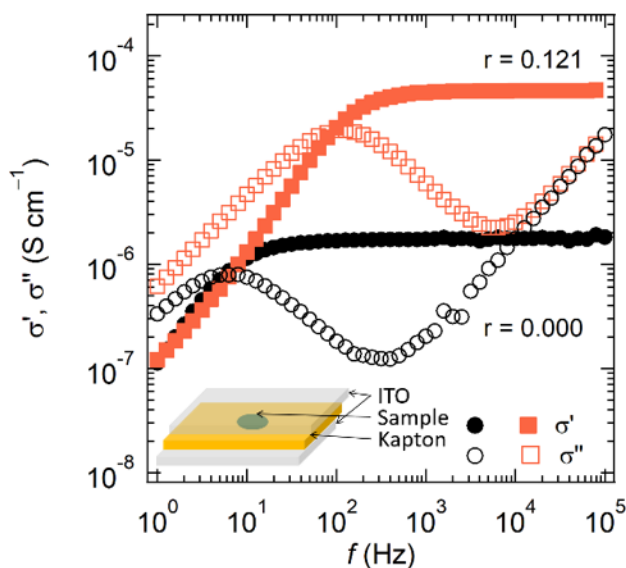 σ', σ'' (S cm⁻¹)
10⁻⁴
10⁻⁵
10⁻⁶
10⁻⁷
10⁻⁸
r = 0.121
r = 0.000
ITO
Sample
Kapton
σ'
σ''
10⁰ 10¹ 10² 10³ 10⁴ 10⁵
f (Hz)